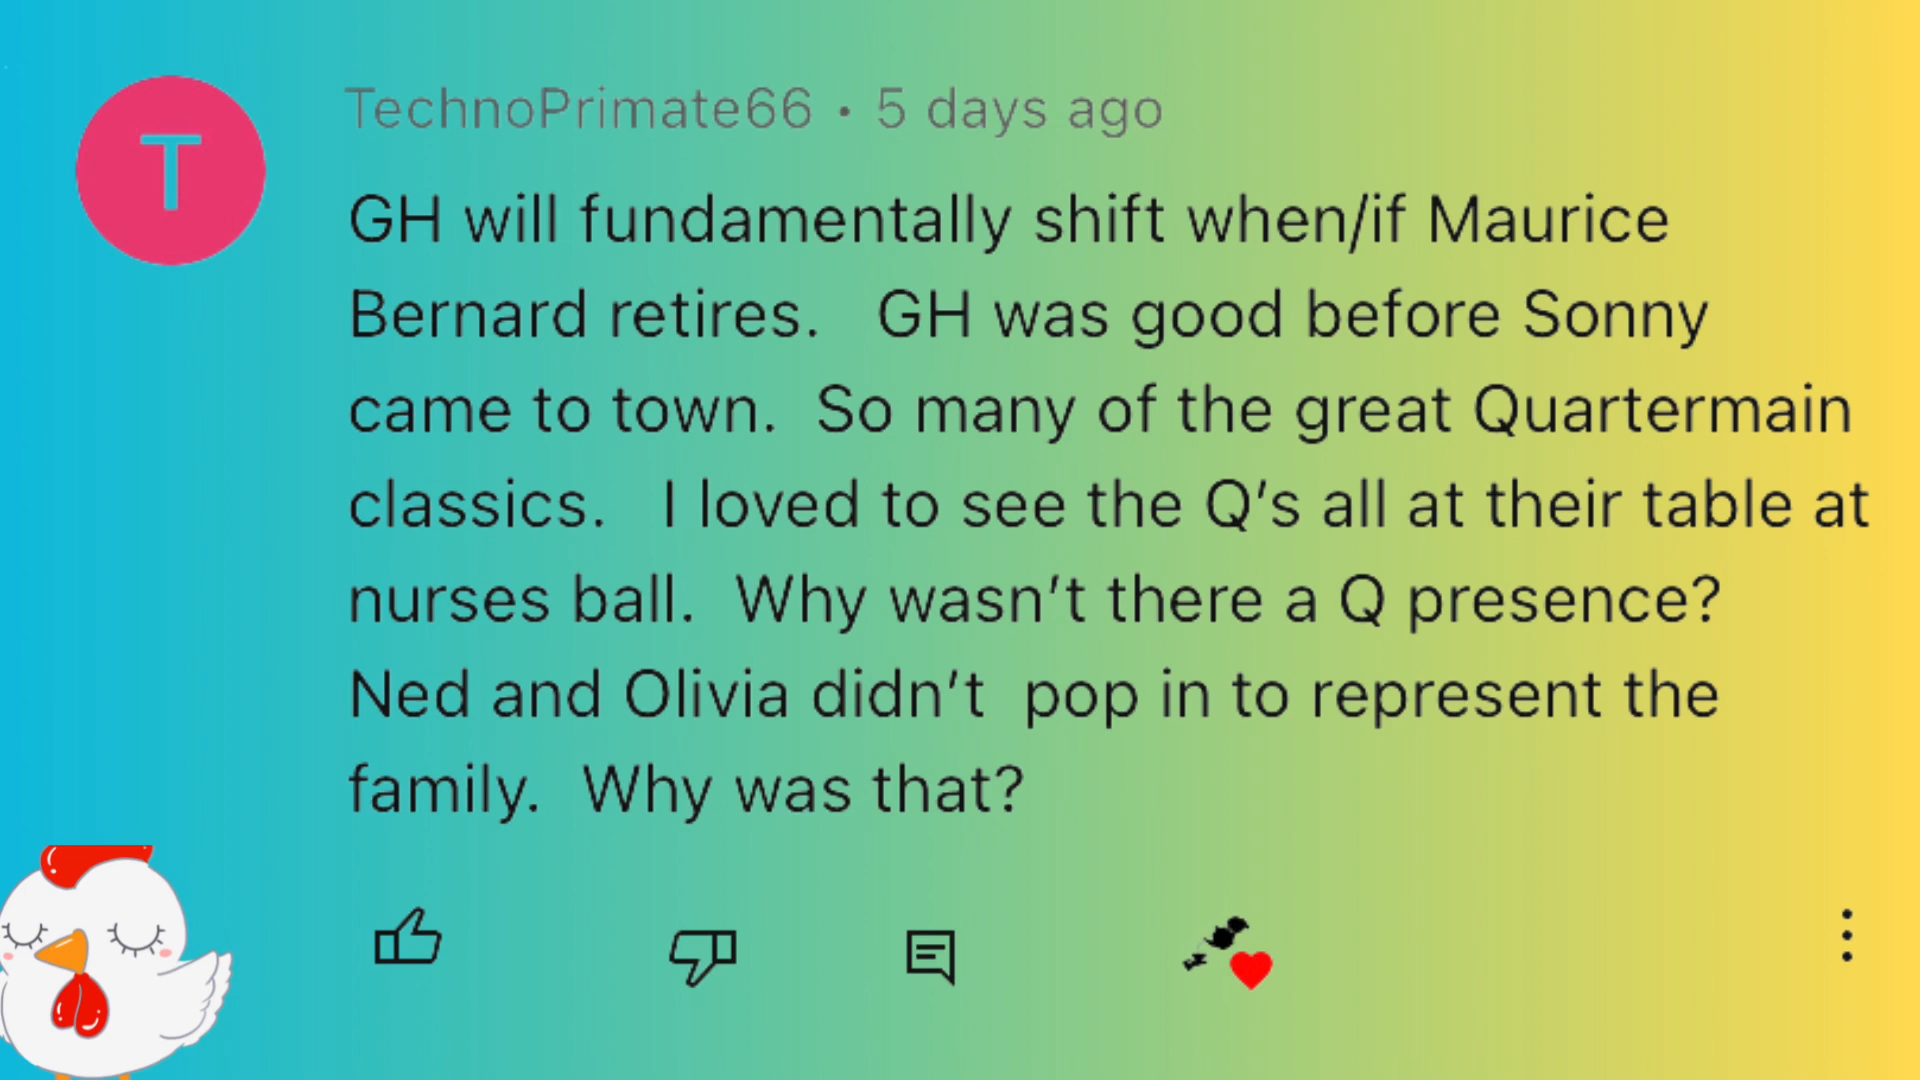 T
TechnoPrimate66 • 5 days ago
GH will fundamentally shift when/if Maurice
Bernard retires. GH was good before Sonny
came to town. So many of the great Quartermain
classics. I loved to see the Q's all at their table at
nurses ball. Why wasn't there a Q presence?
Ned and Olivia didn't pop in to represent the
family. Why was that?